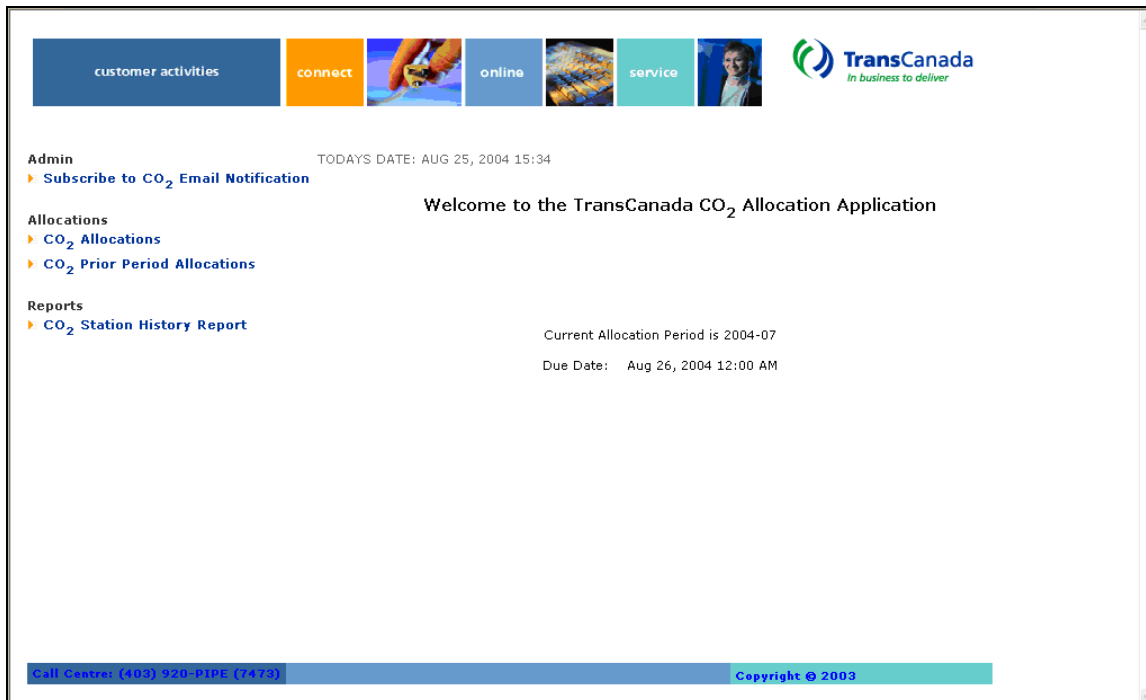 customer activities
connect
online
service
TransCanada
In business to deliver
Admin
TODAYS DATE: AUG 25, 2004 15:34
Subscribe to CO2 Email Notification
Welcome to the TransCanada CO2 Allocation Application
Allocations
CO2 Allocations
CO2 Prior Period Allocations
Reports
CO2 Station History Report
Current Allocation Period is 2004-07
Due Date: Aug 26, 2004 12:00 AM
Call Centre: (403) 920-PIPE (7473)
Copyright © 2003